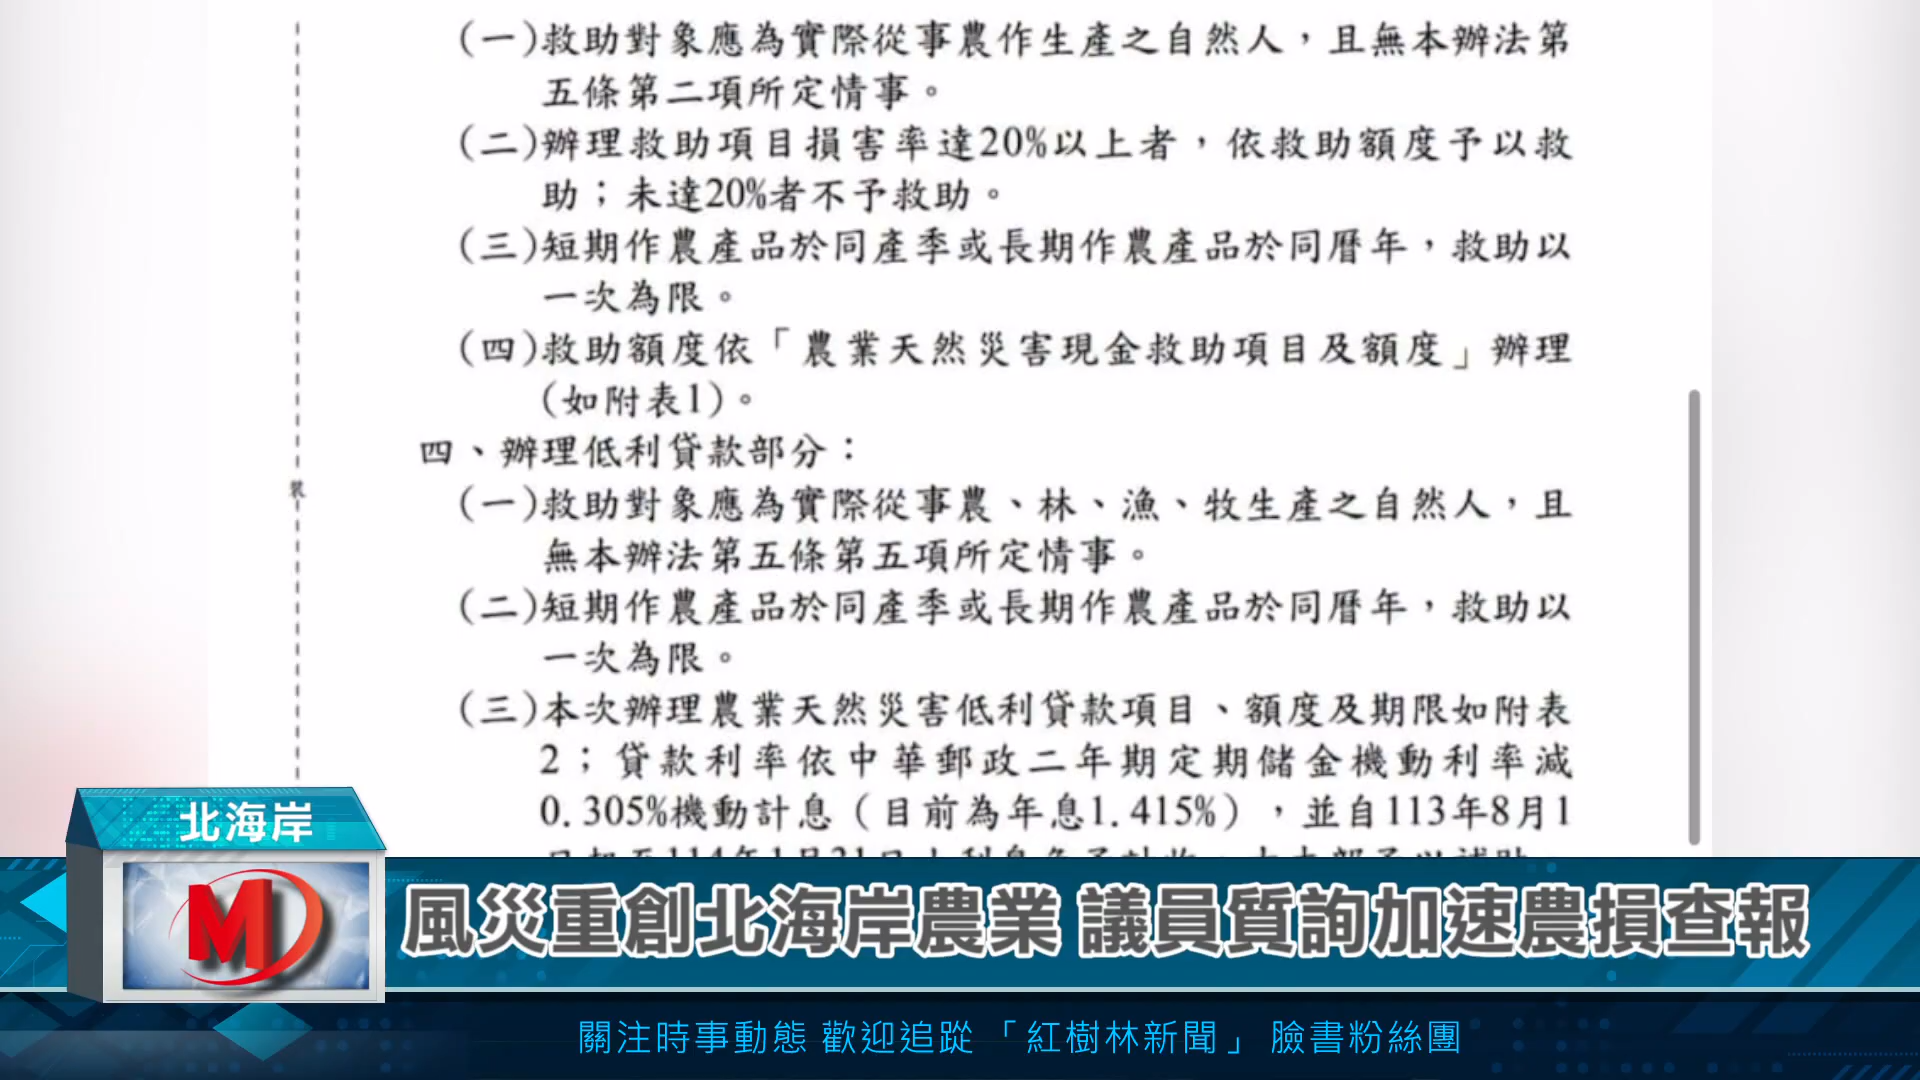 (一)救助對象應為實際從事農作生產之自然人，且無本辦法第
五條第二項所定情事。
(二)辦理救助項目損害率達20%以上者，依救助額度予以救
助；未達20%者不予救助。
(三)短期作農產品於同產季或長期作農產品於同曆年，救助以
一次為限。
(四)救助額度依「農業天然災害現金救助項目及額度」辦理
(如附表1)。
四、辦理低利貸款部分：
(一)救助對象應為實際從事農、林、漁、牧生產之自然人，且
無本辦法第五條第五項所定情事。
(二)短期作農產品於同產季或長期作農產品於同曆年，救助以
一次為限。
(三)本次辦理農業天然災害低利貸款項目、額度及期限如附表
2；貸款利率依中華郵政二年期定期儲金機動利率減
0.305%機動計息（目前為年息1.415%），並自113年8月1
裝
北海岸
M
風災重創北海岸農業 議員質詢加速農損查報
關注時事動態 歡迎追蹤「紅樹林新聞」臉書粉絲團